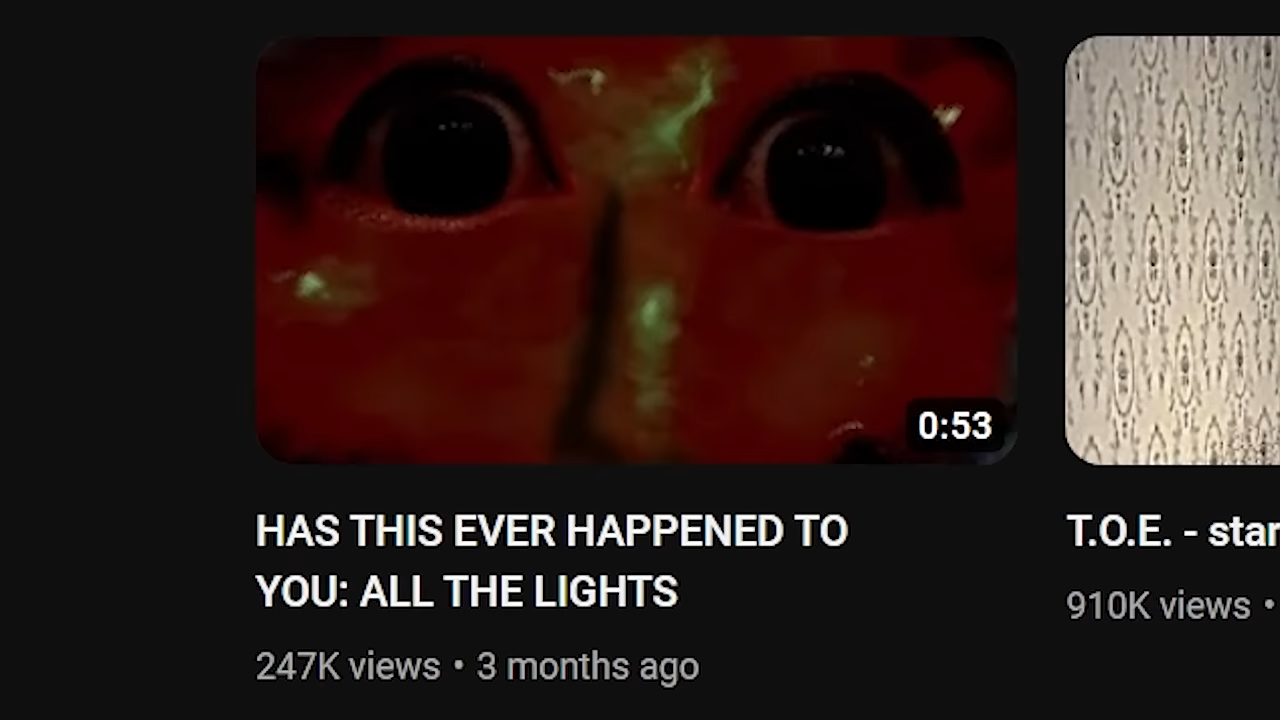 0:53
HAS THIS EVER HAPPENED TO
YOU: ALL THE LIGHTS
247K views • 3 months ago
T.O.E. - star
910K views •